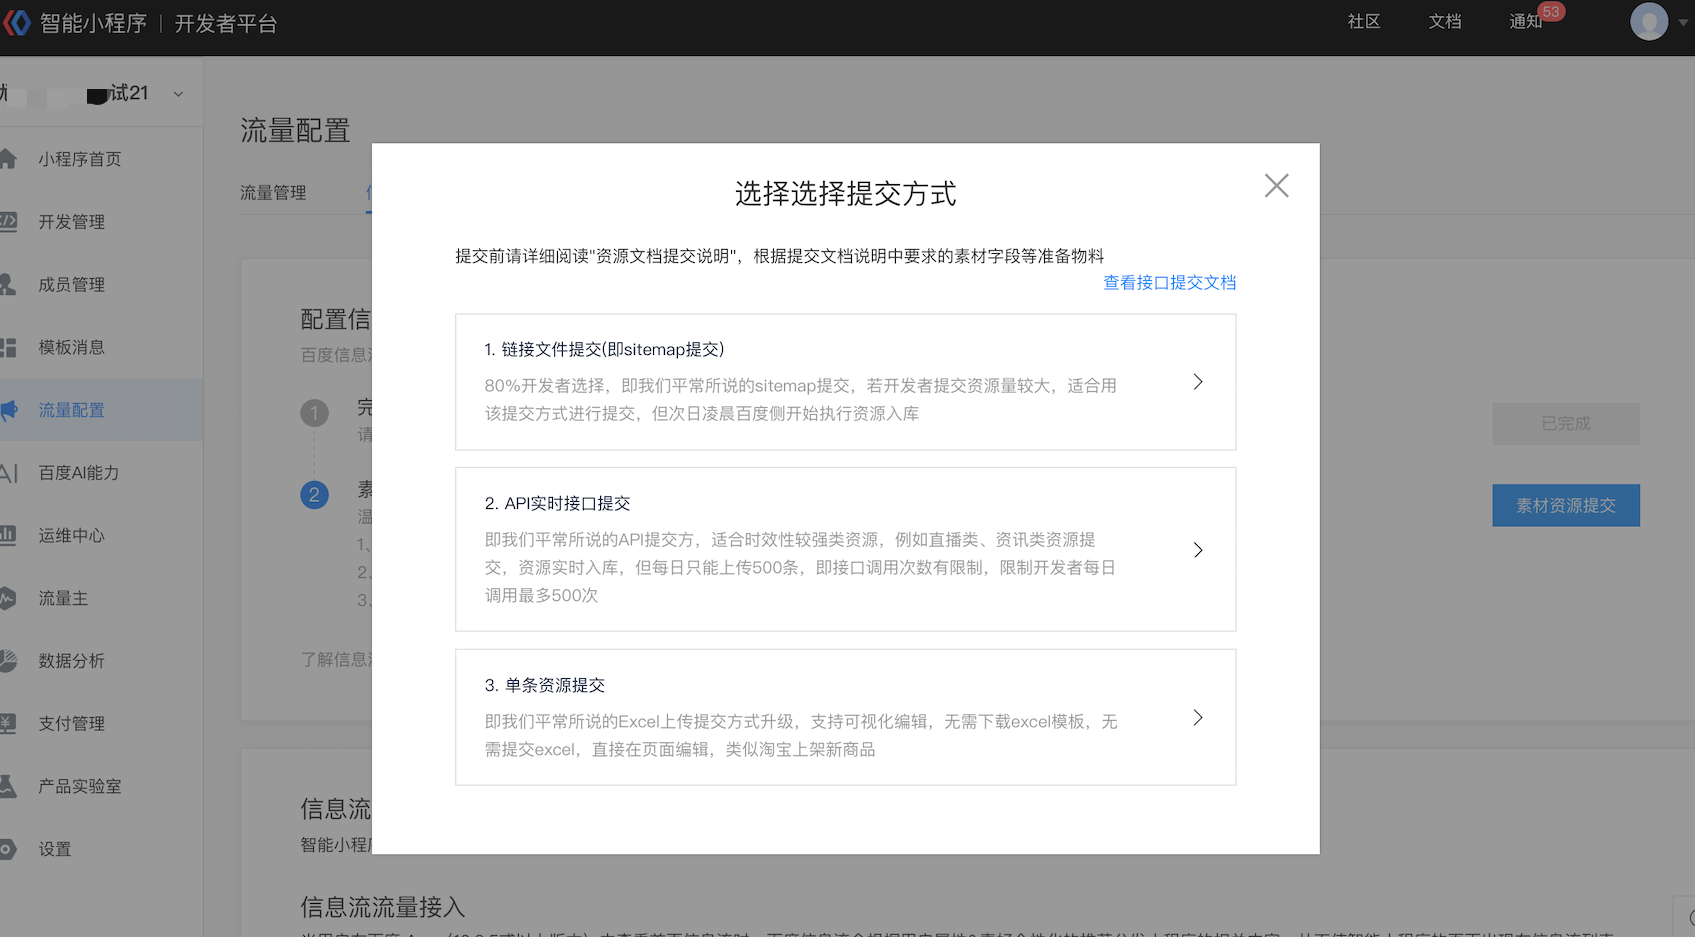 智能小程序 | 开发者平台
社区
文档
通知
53
试21
小程序首页
开发管理
成员管理
模板消息
流量配置
百度AI能力
运维中心
流量主
数据分析
支付管理
产品实验室
设置
流量配置
流量管理
配置信
百度信息
1
完
请
2
素
温
1、
2、
3、
了解信息
已完成
素材资源提交
选择选择提交方式
提交前请详细阅读"资源文档提交说明"，根据提交文档说明中要求的素材字段等准备物料
查看接口提交文档
1. 链接文件提交(即sitemap提交)
80%开发者选择，即我们平常所说的sitemap提交，若开发者提交资源量较大，适合用
该提交方式进行提交，但次日凌晨百度侧开始执行资源入库
2. API实时接口提交
即我们平常所说的API提交方，适合时效性较强类资源，例如直播类、资讯类资源提
交，资源实时入库，但每日只能上传500条，即接口调用次数有限制，限制开发者每日
调用最多500次
3. 单条资源提交
即我们平常所说的Excel上传提交方式升级，支持可视化编辑，无需下载excel模板，无
需提交excel，直接在页面编辑，类似淘宝上架新商品
信息流
智能小程
信息流流量接入